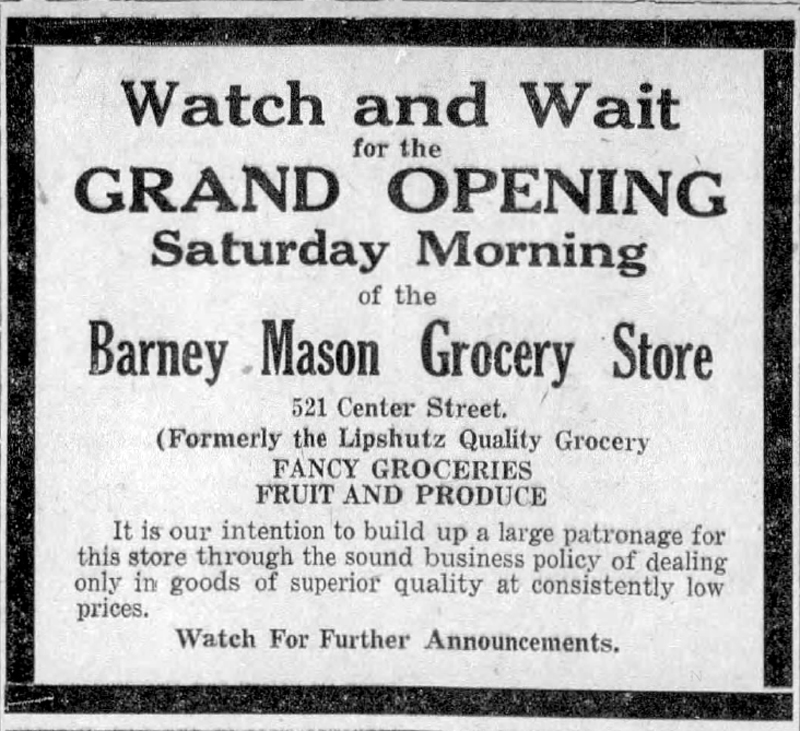 Watch and Wait
for the
GRAND OPENING
Saturday Morning
of the
Barney Mason Grocery Store
521 Center Street.
(Formerly the Lipshutz Quality Grocery
FANCY GROCERIES
FRUIT AND PRODUCE
It is our intention to build up a large patronage for
this store through the sound business policy of dealing
only in goods of superior quality at consistently low
prices.
Watch For Further Announcements.